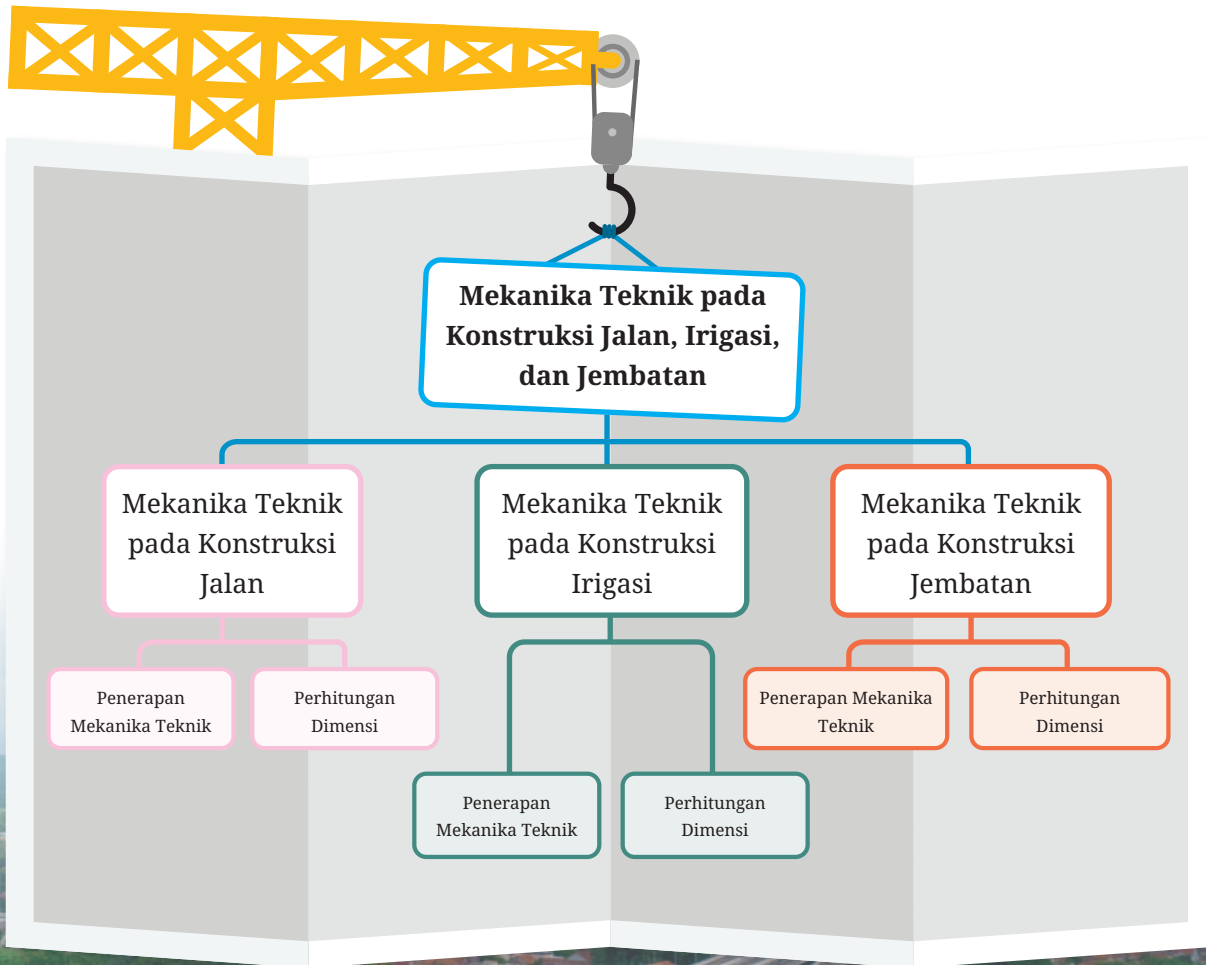 Mekanika Teknik pada
Konstruksi Jalan, Irigasi,
dan Jembatan
Mekanika Teknik
pada Konstruksi
Jalan
Mekanika Teknik
pada Konstruksi
Irigasi
Mekanika Teknik
pada Konstruksi
Jembatan
Penerapan
Mekanika Teknik
Perhitungan
Dimensi
Penerapan
Mekanika Teknik
Perhitungan
Dimensi
Penerapan Mekanika
Teknik
Perhitungan
Dimensi